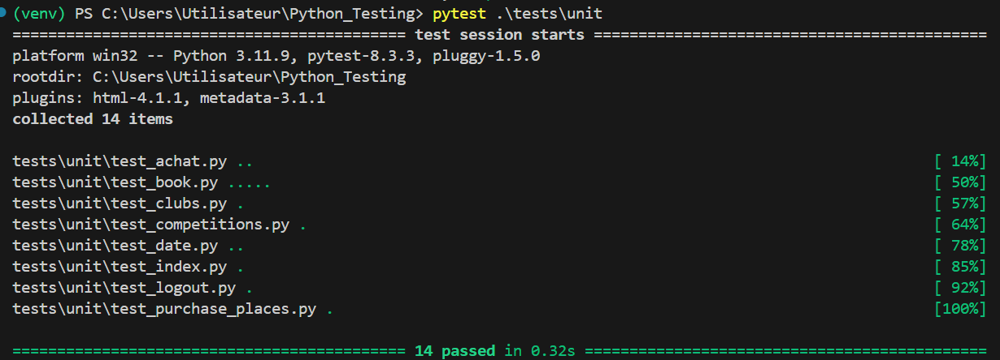 (venv) PS C:\Users\Utilisateur\Python_Testing> pytest .\tests\unit
============================================ test session starts ============================================
platform win32 -- Python 3.11.9, pytest-8.3.3, pluggy-1.5.0
rootdir: C:\Users\Utilisateur\Python_Testing
plugins: html-4.1.1, metadata-3.1.1
collected 14 items
tests\unit\test_achat.py .. [ 14%]
tests\unit\test_book.py ..... [ 50%]
tests\unit\test_clubs.py . [ 57%]
tests\unit\test_competitions.py . [ 64%]
tests\unit\test_date.py .. [ 78%]
tests\unit\test_index.py . [ 85%]
tests\unit\test_logout.py . [ 92%]
tests\unit\test_purchase_places.py . [100%]
============================================ 14 passed in 0.32s =============================================